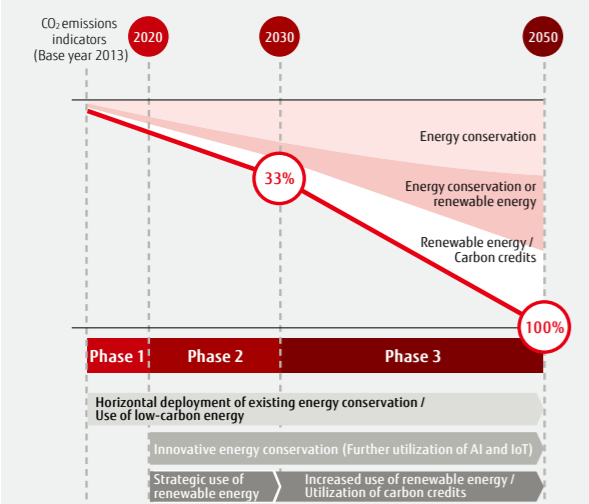 CO₂ emissions
indicators
(Base year 2013)
2020
2030
2050
Energy conservation
33%
Energy conservation or
renewable energy
Renewable energy /
Carbon credits
100%
Phase 1
Phase 2
Phase 3
Horizontal deployment of existing energy conservation /
Use of low-carbon energy
Innovative energy conservation (Further utilization of AI and IoT)
Strategic use of
renewable energy
Increased use of renewable energy /
Utilization of carbon credits